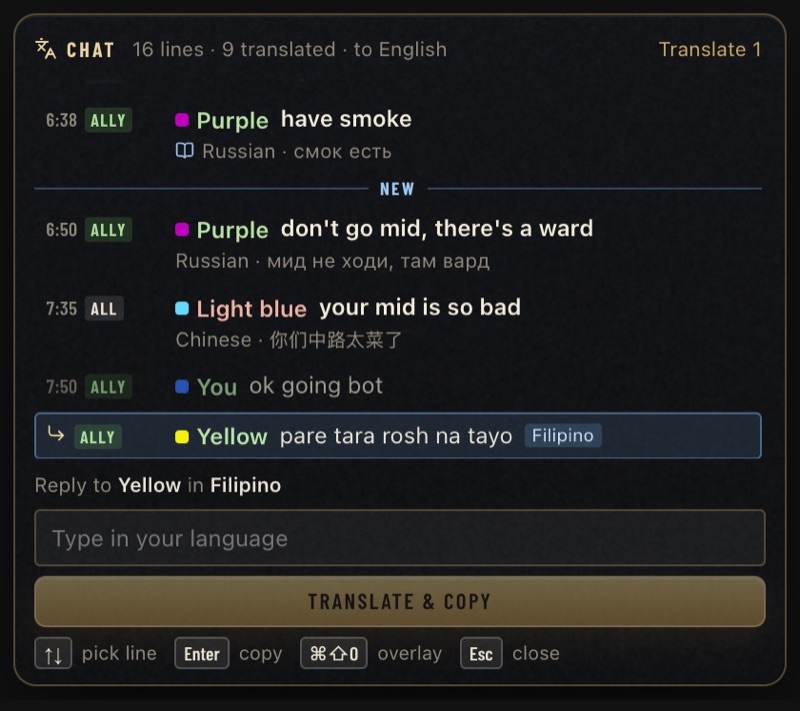 CHAT 16 lines · 9 translated · to English Translate 1
6:38 ALLY Purple have smoke
Russian · смок есть
NEW
6:50 ALLY Purple don't go mid, there's a ward
Russian · мид не ходи, там вард
7:35 ALL Light blue your mid is so bad
Chinese · 你们中路太菜了
7:50 ALLY You ok going bot
ALLY Yellow pare tara rosh na tayo Filipino
Reply to Yellow in Filipino
Type in your language
TRANSLATE & COPY
↑↓ pick line Enter copy ⌘⇧O overlay Esc close